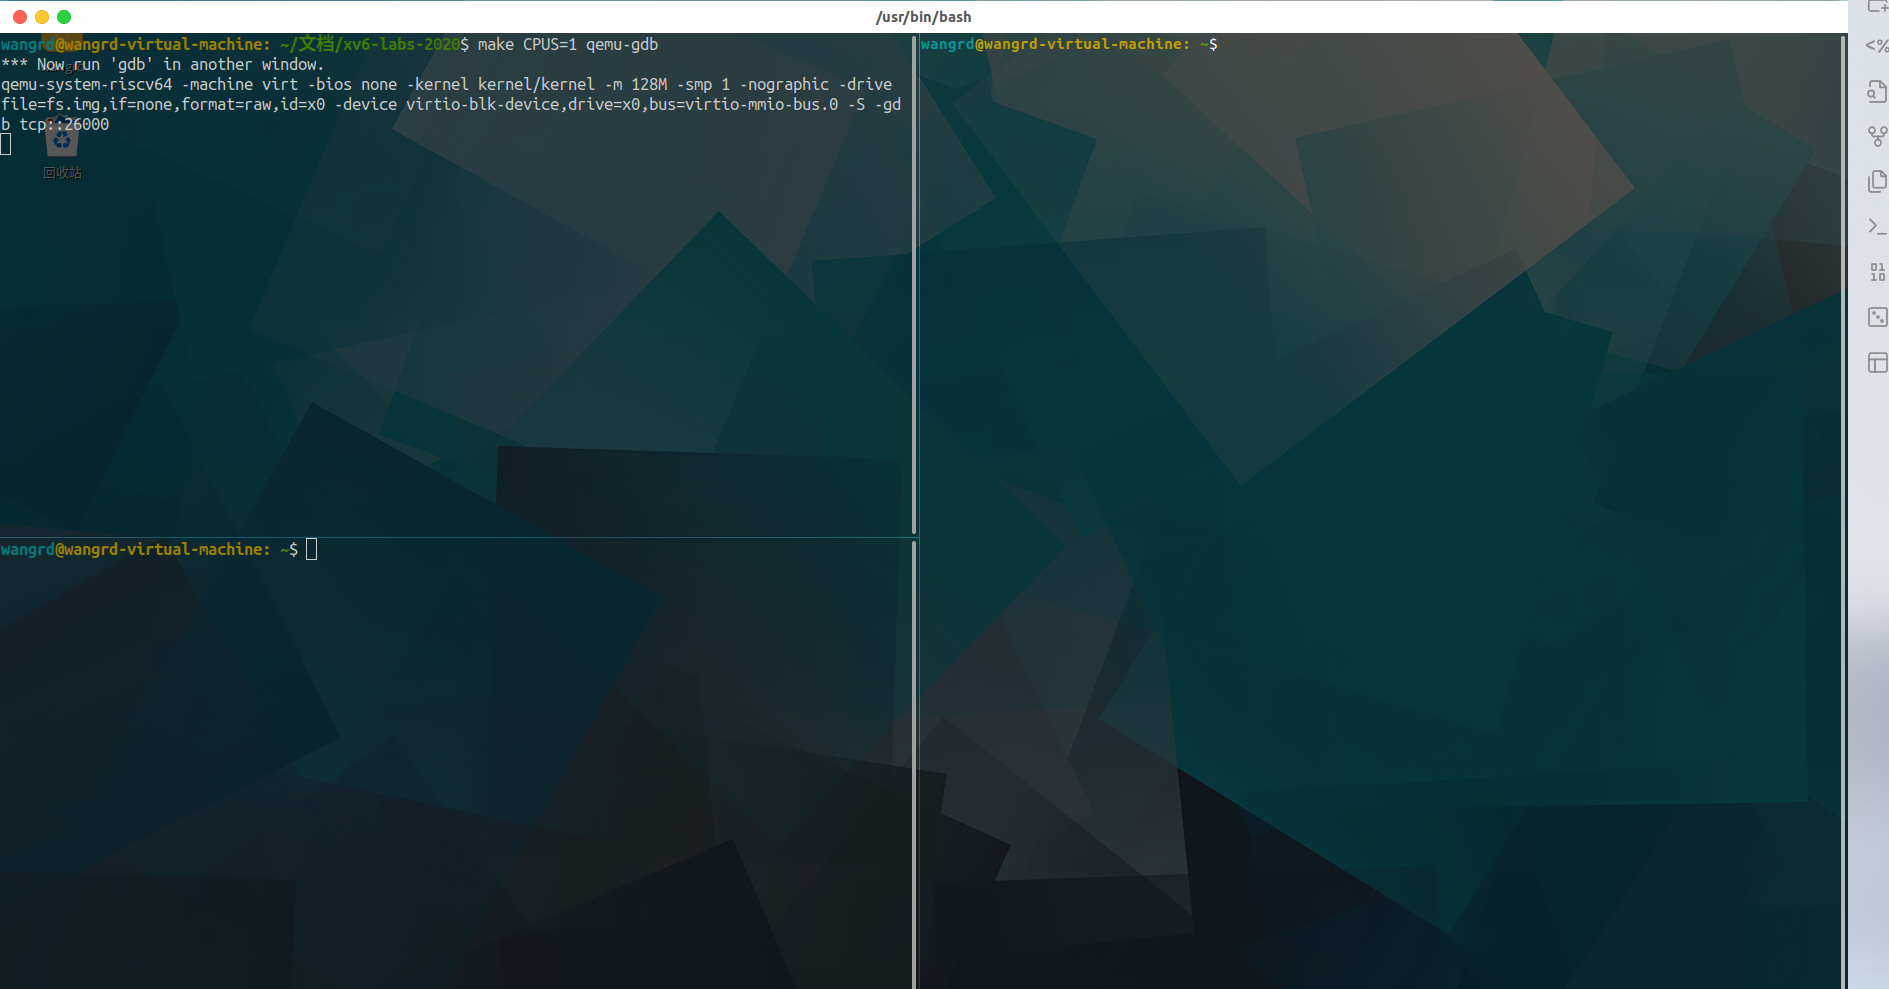 /usr/bin/bash
wangrd@wangrd-virtual-machine: ~/文档/xv6-labs-2020$ make CPUS=1 qemu-gdb
*** Now run 'gdb' in another window.
qemu-system-riscv64 -machine virt -bios none -kernel kernel/kernel -m 128M -smp 1 -nographic -drive
file=fs.img,if=none,format=raw,id=x0 -device virtio-blk-device,drive=x0,bus=virtio-mmio-bus.0 -S -gd
b tcp::26000
回收站
wangrd@wangrd-virtual-machine: ~$
wangrd@wangrd-virtual-machine: ~$